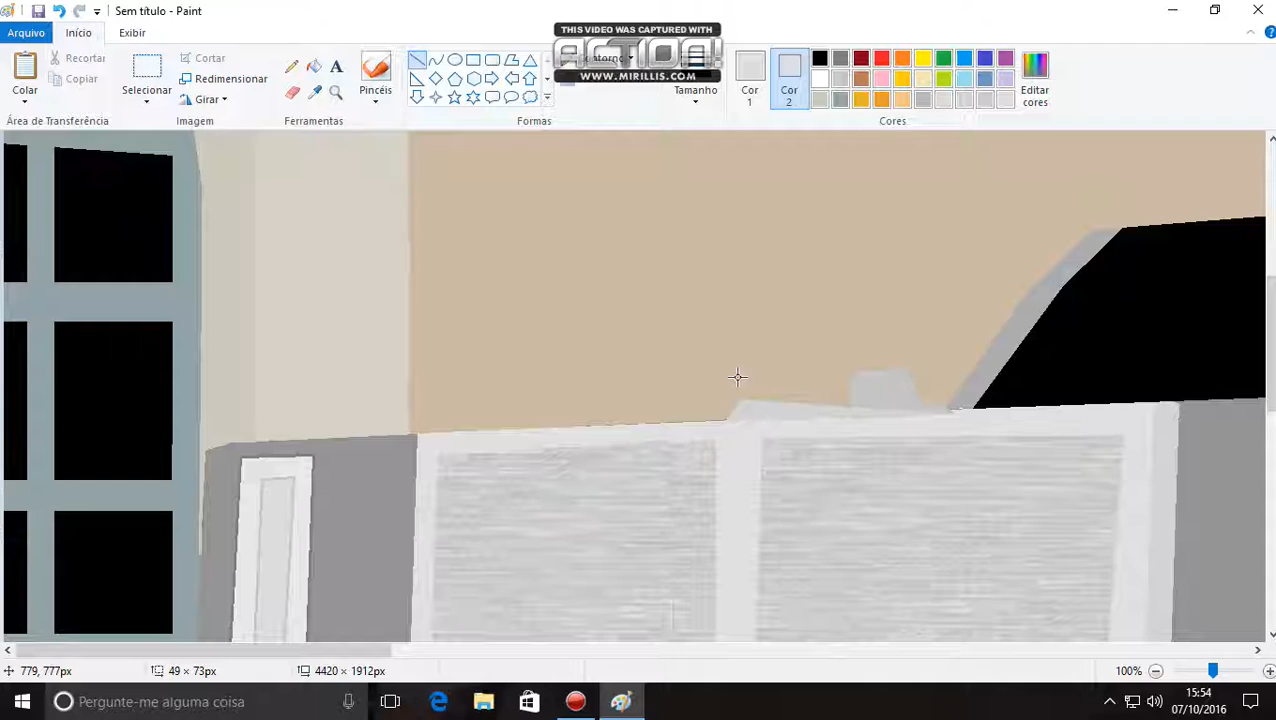 Sem título - Paint
Arquivo Início Exibir
THIS VIDEO WAS CAPTURED WITH
ACTION!
WWW.MIRILLIS.COM
Colar
Recortar
Copiar
Área de Transferência
Selecionar
Cortar
Redimensionar
Girar
Imagem
A
Ferramentas
Pincéis
Contorno
Formas
Tamanho
Cor
1
Cor
2
Editar
cores
Cores
779, 777px
49 × 73px
4420 × 1912px
100%
Pergunte-me alguma coisa
15:54
07/10/2016